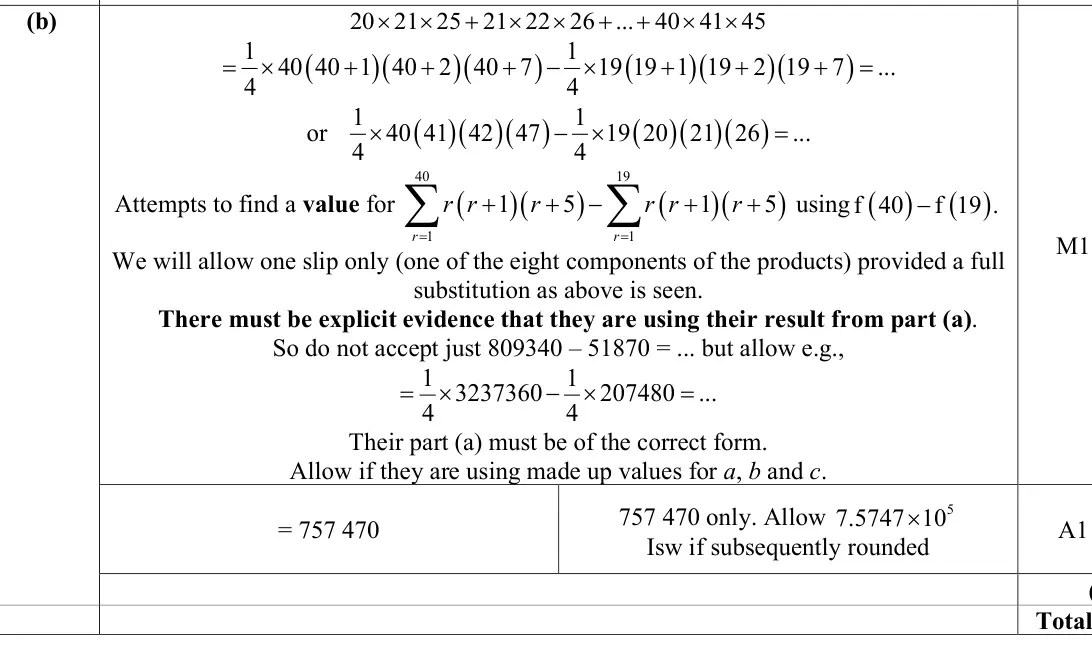 (b)
20×21×25+21×22×26+...+40×41×45
= 1/4 ×40(40+1)(40+2)(40+7) − 1/4 ×19(19+1)(19+2)(19+7) = ...
or 1/4 ×40(41)(42)(47) − 1/4 ×19(20)(21)(26) = ...
Attempts to find a value for ∑_{r=1}^{40} r(r+1)(r+5) − ∑_{r=1}^{19} r(r+1)(r+5) using f(40)−f(19).
We will allow one slip only (one of the eight components of the products) provided a full
substitution as above is seen.
There must be explicit evidence that they are using their result from part (a).
So do not accept just 809340 – 51870 = ... but allow e.g.,
= 1/4 ×3237360 − 1/4 ×207480 = ...
Their part (a) must be of the correct form.
Allow if they are using made up values for a, b and c.
M1
= 757 470
757 470 only. Allow 7.5747×10⁵
Isw if subsequently rounded
A1
(
Total